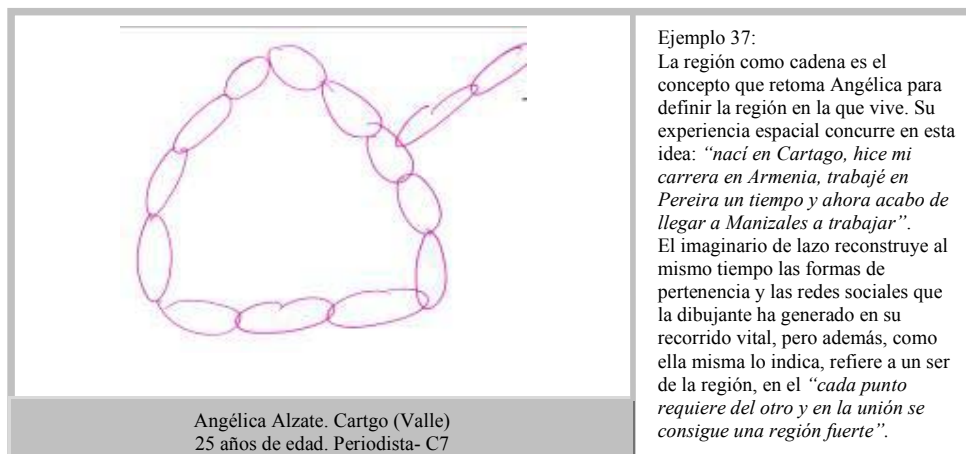 Angélica Alzate. Cartgo (Valle)
25 años de edad. Periodista- C7
Ejemplo 37:
La región como cadena es el
concepto que retoma Angélica para
definir la región en la que vive. Su
experiencia espacial concurre en esta
idea: “nací en Cartago, hice mi
carrera en Armenia, trabajé en
Pereira un tiempo y ahora acabo de
llegar a Manizales a trabajar”.
El imaginario de lazo reconstruye al
mismo tiempo las formas de
pertenencia y las redes sociales que
la dibujante ha generado en su
recorrido vital, pero además, como
ella misma lo indica, refiere a un ser
de la región, en el “cada punto
requiere del otro y en la unión se
consigue una región fuerte”.